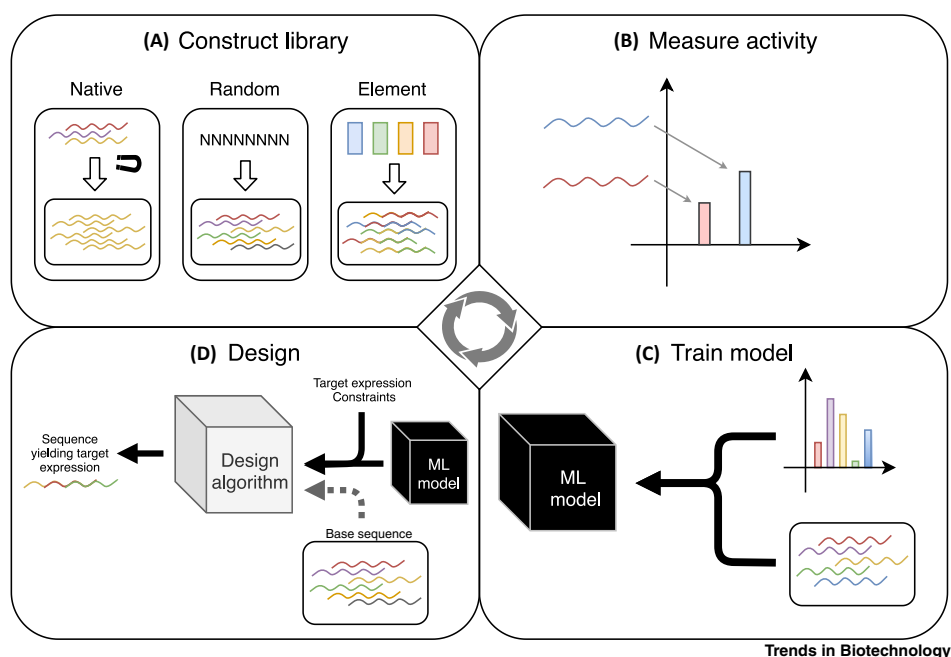 (A) Construct library
Native
Random
Element
NNNNNNNN
(B) Measure activity
(D) Design
Target expression
Constraints
Sequence
yielding target
expression
Design
algorithm
ML
model
Base sequence
(C) Train model
ML
model
Trends in Biotechnology